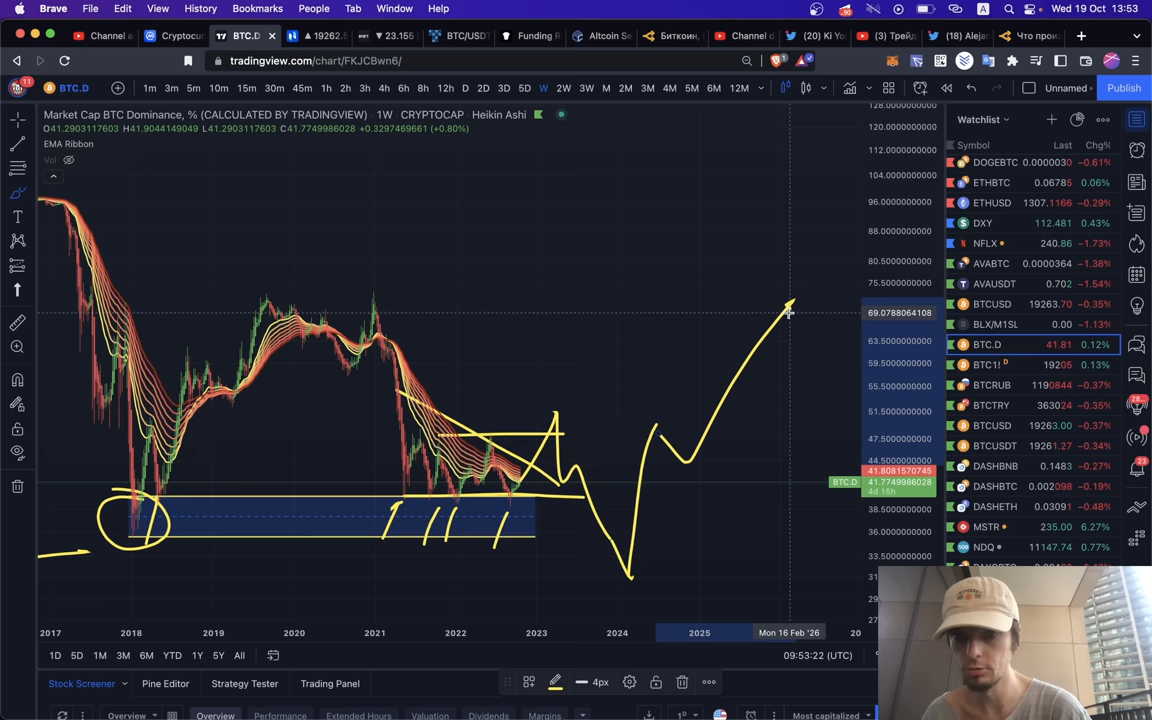 Brave File Edit View History Bookmarks People Tab Window Help A Wed 19 Oct 13:53
Channel a Cryptocurr BTC.D 19262.5 23.155 BTC/USDT Funding R Altcoin Se Биткоин, Channel d (20) Ki Yo (3) Трейд (18) Aleja Что прои
tradingview.com/chart/FKJCBwn6/
11 BTC.D 1m 3m 5m 10m 15m 30m 45m 1h 2h 3h 4h 6h 8h 12h D 2D 3D 5D W 2W 3W M 2M 3M 4M 5M 6M 12M Unnamed Publish
Market Cap BTC Dominance, % (CALCULATED BY TRADINGVIEW) · 1W · CRYPTOCAP Heikin Ashi
O41.2903117603 H41.9044149049 L41.2903117603 C41.7749986028 +0.3297469661 (+0.80%)
EMA Ribbon
Vol
128.0000000000
120.0000000000
112.0000000000
104.0000000000
96.0000000000
88.0000000000
80.5000000000
75.5000000000
69.0788064108
63.5000000000
59.5000000000
55.5000000000
51.5000000000
47.5000000000
44.5000000000
41.8081570745
BTC.D 41.7749986028
4d 15h
38.5000000000
36.0000000000
33.5000000000
Watchlist
Symbol Last Chg%
DOGEBTC 0.0000030 −0.61%
ETHBTC 0.06785 0.06%
ETHUSD 1307.1166 −0.29%
DXY 112.481 0.43%
NFLX 240.86 −1.73%
AVABTC 0.0000364 −1.38%
AVAUSDT 0.702 −1.54%
BTCUSD 19263.70 −0.35%
BLX/M1SL 0.00 −1.13%
BTC.D 41.81 0.12%
BTC1! D 19205 0.13%
BTCRUB 1190844 −0.37%
BTCTRY 363024 −0.35%
BTCUSD 19263.00 −0.37%
BTCUSDT 19261.27 −0.34%
DASHBNB 0.1483 −0.27%
DASHBTC 0.002098 −0.19%
DASHETH 0.03091 −0.48%
MSTR 235.00 6.27%
NDQ 11147.74 0.77%
2017 2018 2019 2020 2021 2022 2023 2024 2025 Mon 16 Feb '26
1D 5D 1M 3M 6M YTD 1Y 5Y All 09:53:22 (UTC)
4px
Stock Screener Pine Editor Strategy Tester Trading Panel
Overview Overview Performance Extended Hours Valuation Dividends Margins 1D Most capitalized